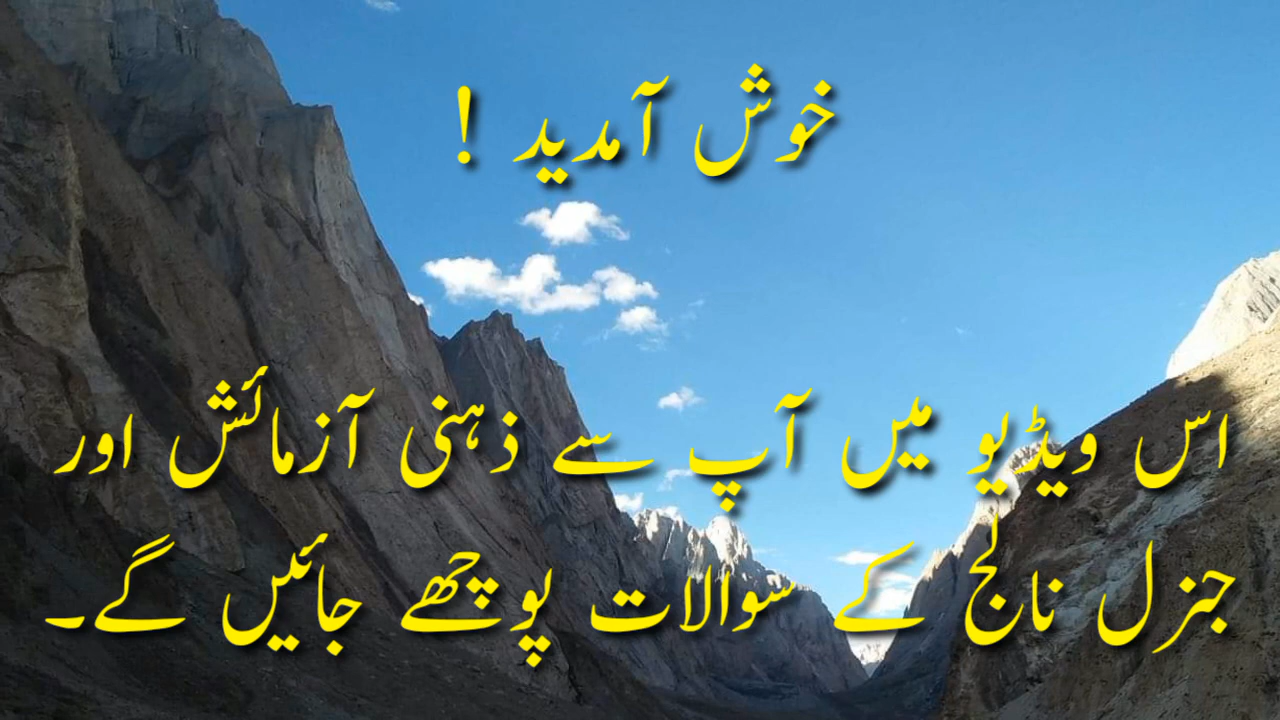 خوش آمدید !
اس ویڈیو میں آپ سے ذہنی آزمائش اور
جنرل نالج کے سوالات پوچھے جائیں گے۔